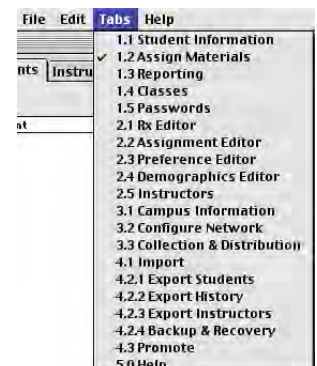 File Edit Tabs Help
1.1 Student Information
✓ 1.2 Assign Materials
nts Instru
1.3 Reporting
1.4 Classes
1.5 Passwords
nt
2.1 Rx Editor
2.2 Assignment Editor
2.3 Preference Editor
2.4 Demographics Editor
2.5 Instructors
3.1 Campus Information
3.2 Configure Network
3.3 Collection & Distribution
4.1 Import
4.2.1 Export Students
4.2.2 Export History
4.2.3 Export Instructors
4.2.4 Backup & Recovery
4.3 Promote
5.0 Help